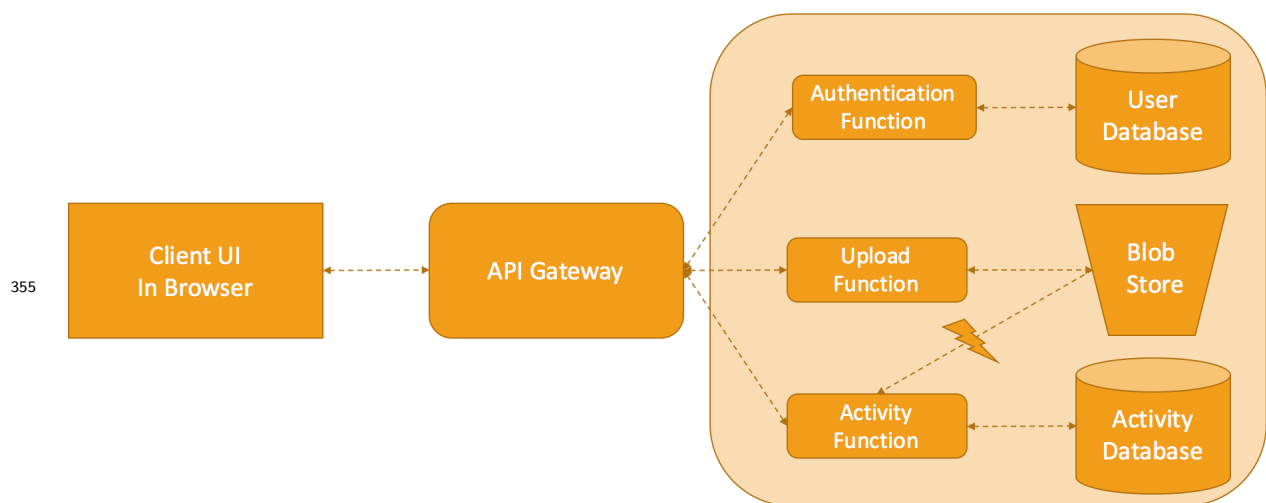 Authentication
Function
User
Database
Client UI
In Browser
API Gateway
Upload
Function
Blob
Store
355
Activity
Function
Activity
Database